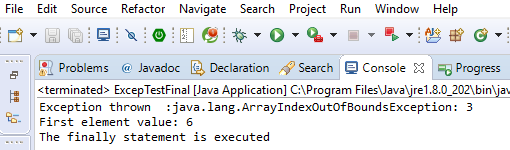 File Edit Source Refactor Navigate Search Project Run Window Help
Problems @ Javadoc Declaration Search Console Progress
<terminated> ExcepTestFinal [Java Application] C:\Program Files\Java\jre1.8.0_202\bin\jav
Exception thrown  :java.lang.ArrayIndexOutOfBoundsException: 3
First element value: 6
The finally statement is executed